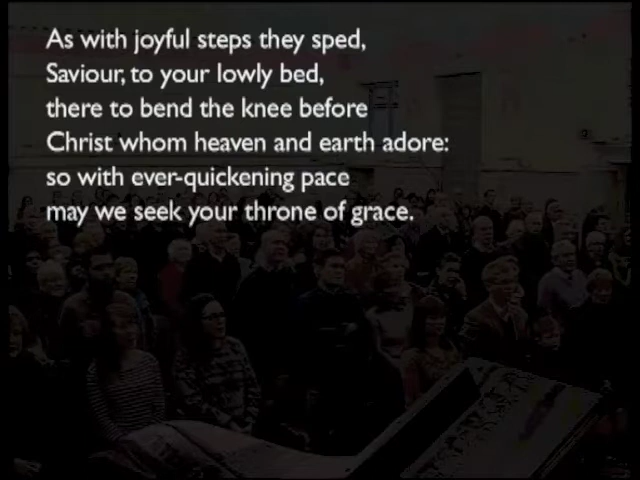 As with joyful steps they sped,
Saviour, to your lowly bed,
there to bend the knee before
Christ whom heaven and earth adore:
so with ever-quickening pace
may we seek your throne of grace.